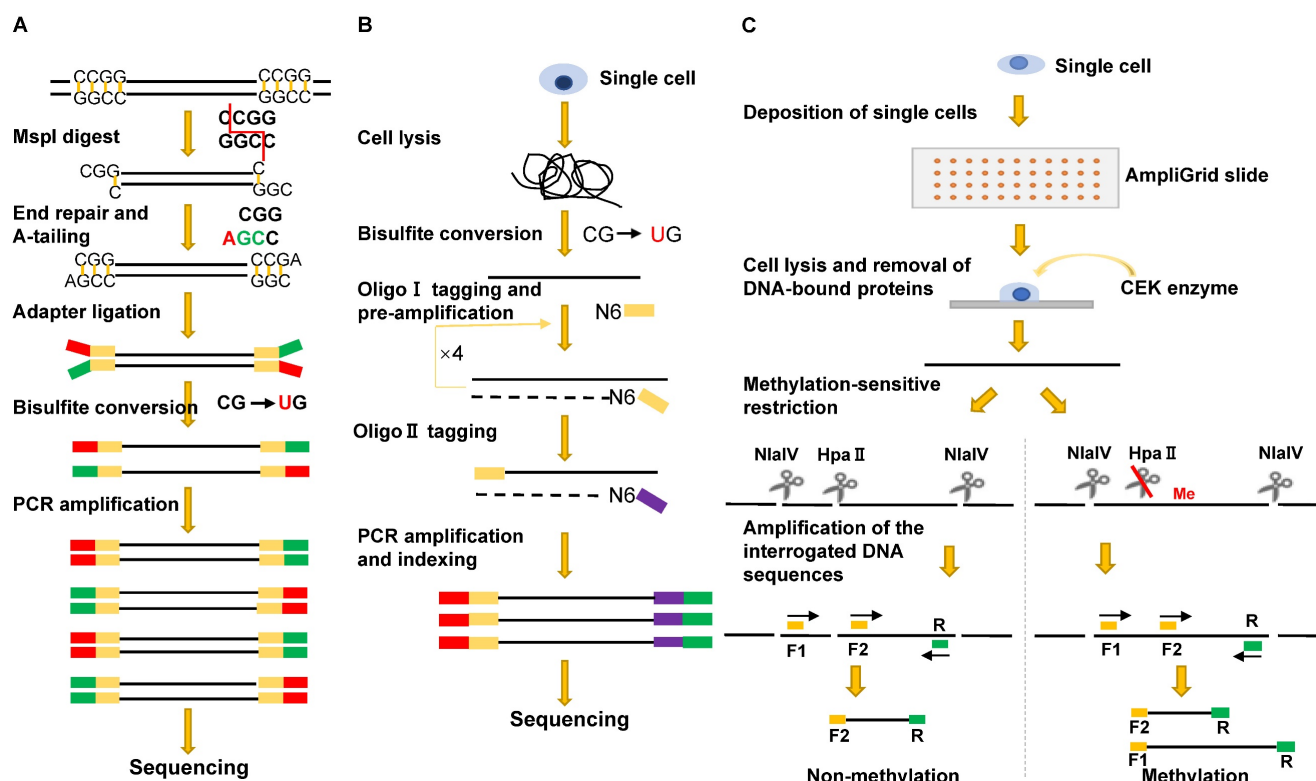 A
CCGG
CCGG
GGCC
GGCC
MspI digest
CCGG
GGCC
CGG
C
C
GGC
End repair and
A-tailing
CGG
AGCC
CGG
CCGA
AGCC
GGC
Adapter ligation
Bisulfite conversion
CG → UG
PCR amplification
Sequencing
B
Single cell
Cell lysis
Bisulfite conversion
CG → UG
Oligo Ⅰ tagging and
pre-amplification
N6
×4
N6
Oligo Ⅱ tagging
N6
PCR amplification
and indexing
Sequencing
C
Single cell
Deposition of single cells
AmpliGrid slide
Cell lysis and removal of
DNA-bound proteins
CEK enzyme
Methylation-sensitive
restriction
NlaIV
Hpa Ⅱ
NlaIV
NlaIV
Hpa Ⅱ
NlaIV
Me
Amplification of the
interrogated DNA
sequences
F1
F2
R
F1
F2
R
F2
R
F2
R
F1
R
Non-methylation
Methylation